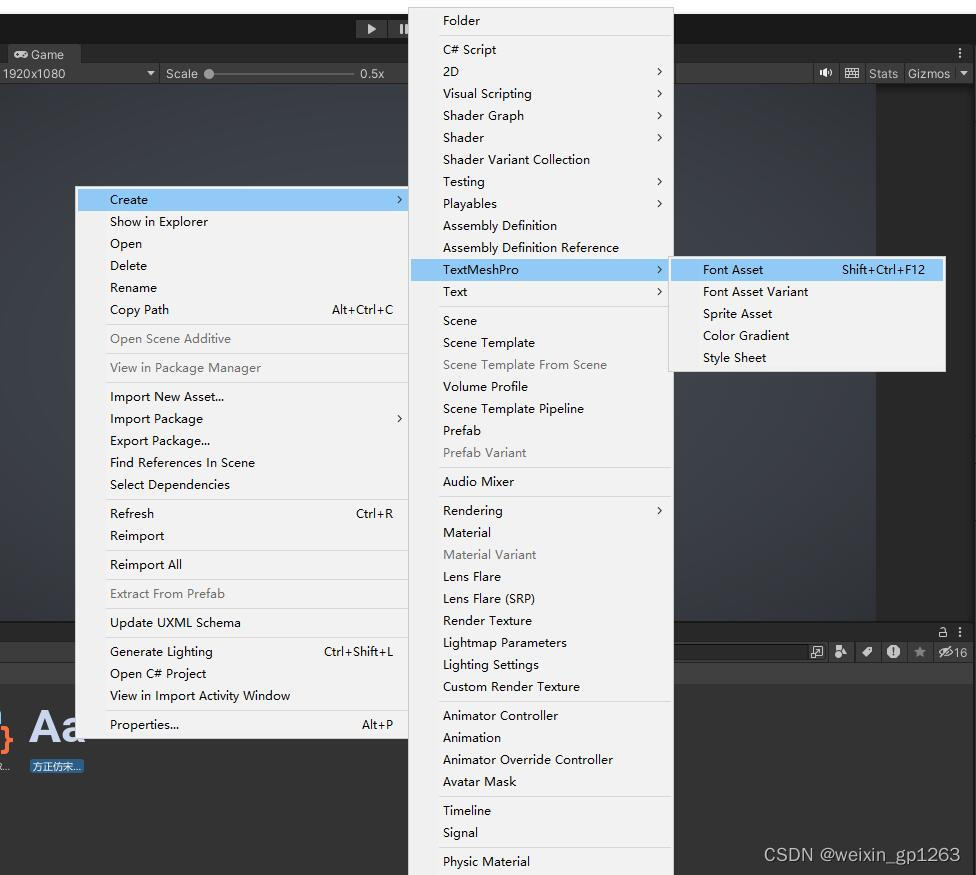 Game
1920x1080 Scale 0.5x
Stats Gizmos
Create
Show in Explorer
Open
Delete
Rename
Copy Path Alt+Ctrl+C
Open Scene Additive
View in Package Manager
Import New Asset...
Import Package
Export Package...
Find References In Scene
Select Dependencies
Refresh Ctrl+R
Reimport
Reimport All
Extract From Prefab
Update UXML Schema
Generate Lighting Ctrl+Shift+L
Open C# Project
View in Import Activity Window
Properties... Alt+P
Folder
C# Script
2D
Visual Scripting
Shader Graph
Shader
Shader Variant Collection
Testing
Playables
Assembly Definition
Assembly Definition Reference
TextMeshPro
Text
Scene
Scene Template
Scene Template From Scene
Volume Profile
Scene Template Pipeline
Prefab
Prefab Variant
Audio Mixer
Rendering
Material
Material Variant
Lens Flare
Lens Flare (SRP)
Render Texture
Lightmap Parameters
Lighting Settings
Custom Render Texture
Animator Controller
Animation
Animator Override Controller
Avatar Mask
Timeline
Signal
Physic Material
Font Asset Shift+Ctrl+F12
Font Asset Variant
Sprite Asset
Color Gradient
Style Sheet
16
Aa
方正仿宋...
CSDN @weixin_gp1263